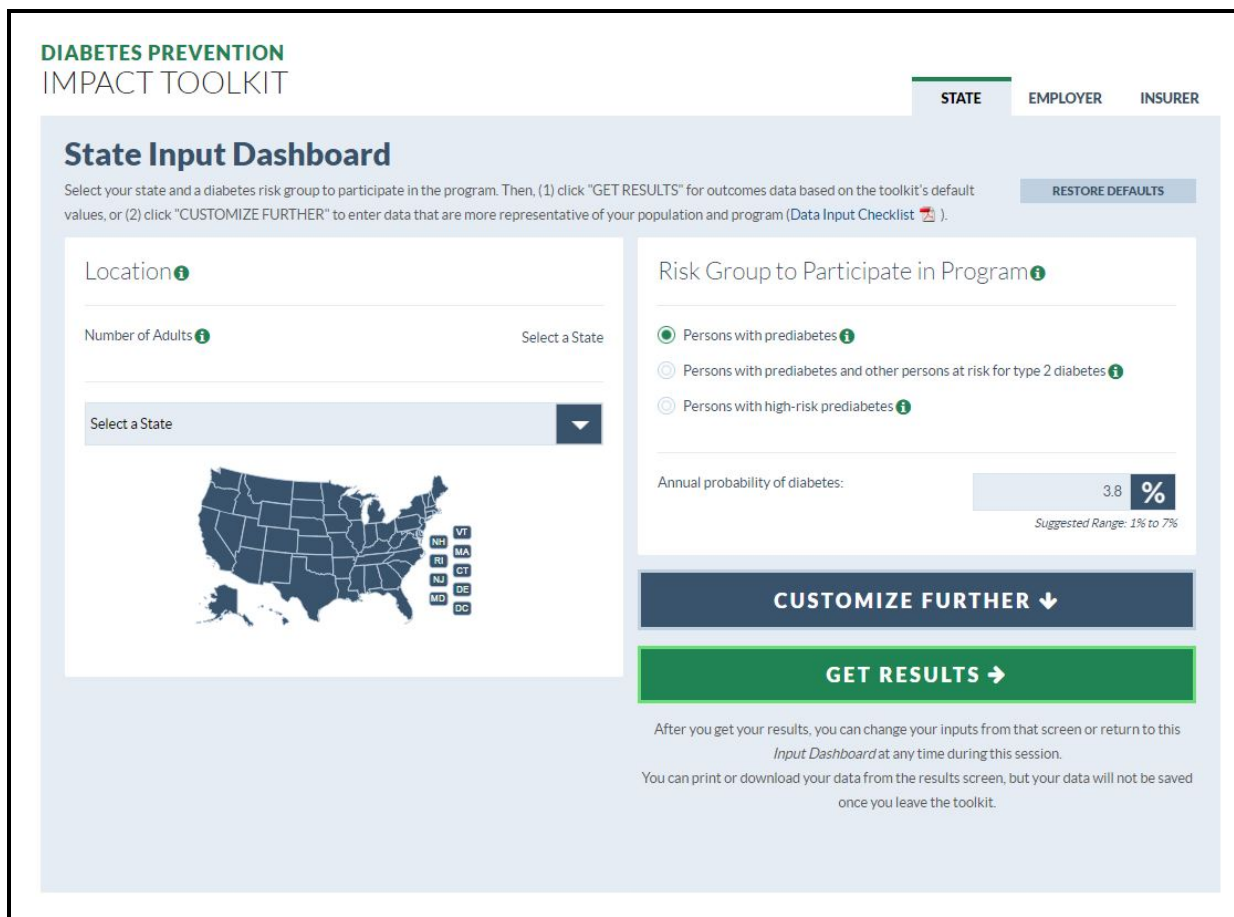 DIABETES PREVENTION
IMPACT TOOLKIT
STATE
EMPLOYER
INSURER
State Input Dashboard
Select your state and a diabetes risk group to participate in the program. Then, (1) click "GET RESULTS" for outcomes data based on the toolkit's default
values, or (2) click "CUSTOMIZE FURTHER" to enter data that are more representative of your population and program (Data Input Checklist ).
RESTORE DEFAULTS
Location
Number of Adults
Select a State
Select a State
NH
VT
RI
MA
NJ
CT
MD
DE
DC
Risk Group to Participate in Program
Persons with prediabetes
Persons with prediabetes and other persons at risk for type 2 diabetes
Persons with high-risk prediabetes
Annual probability of diabetes:
3.8 %
Suggested Range: 1% to 7%
CUSTOMIZE FURTHER
GET RESULTS
After you get your results, you can change your inputs from that screen or return to this
Input Dashboard at any time during this session.
You can print or download your data from the results screen, but your data will not be saved
once you leave the toolkit.